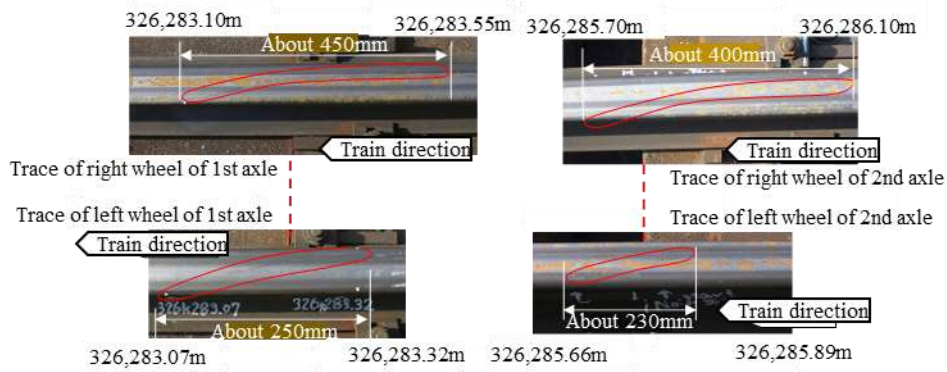 326,283.10m
326,283.55m
About 450mm
Train direction
Trace of right wheel of 1st axle
326,285.70m
326,286.10m
About 400mm
Train direction
Trace of right wheel of 2nd axle
Trace of left wheel of 1st axle
Train direction
326k283.07
326k283.32
About 250mm
326,283.07m
326,283.32m
Trace of left wheel of 2nd axle
About 230mm
Train direction
326,285.66m
326,285.89m